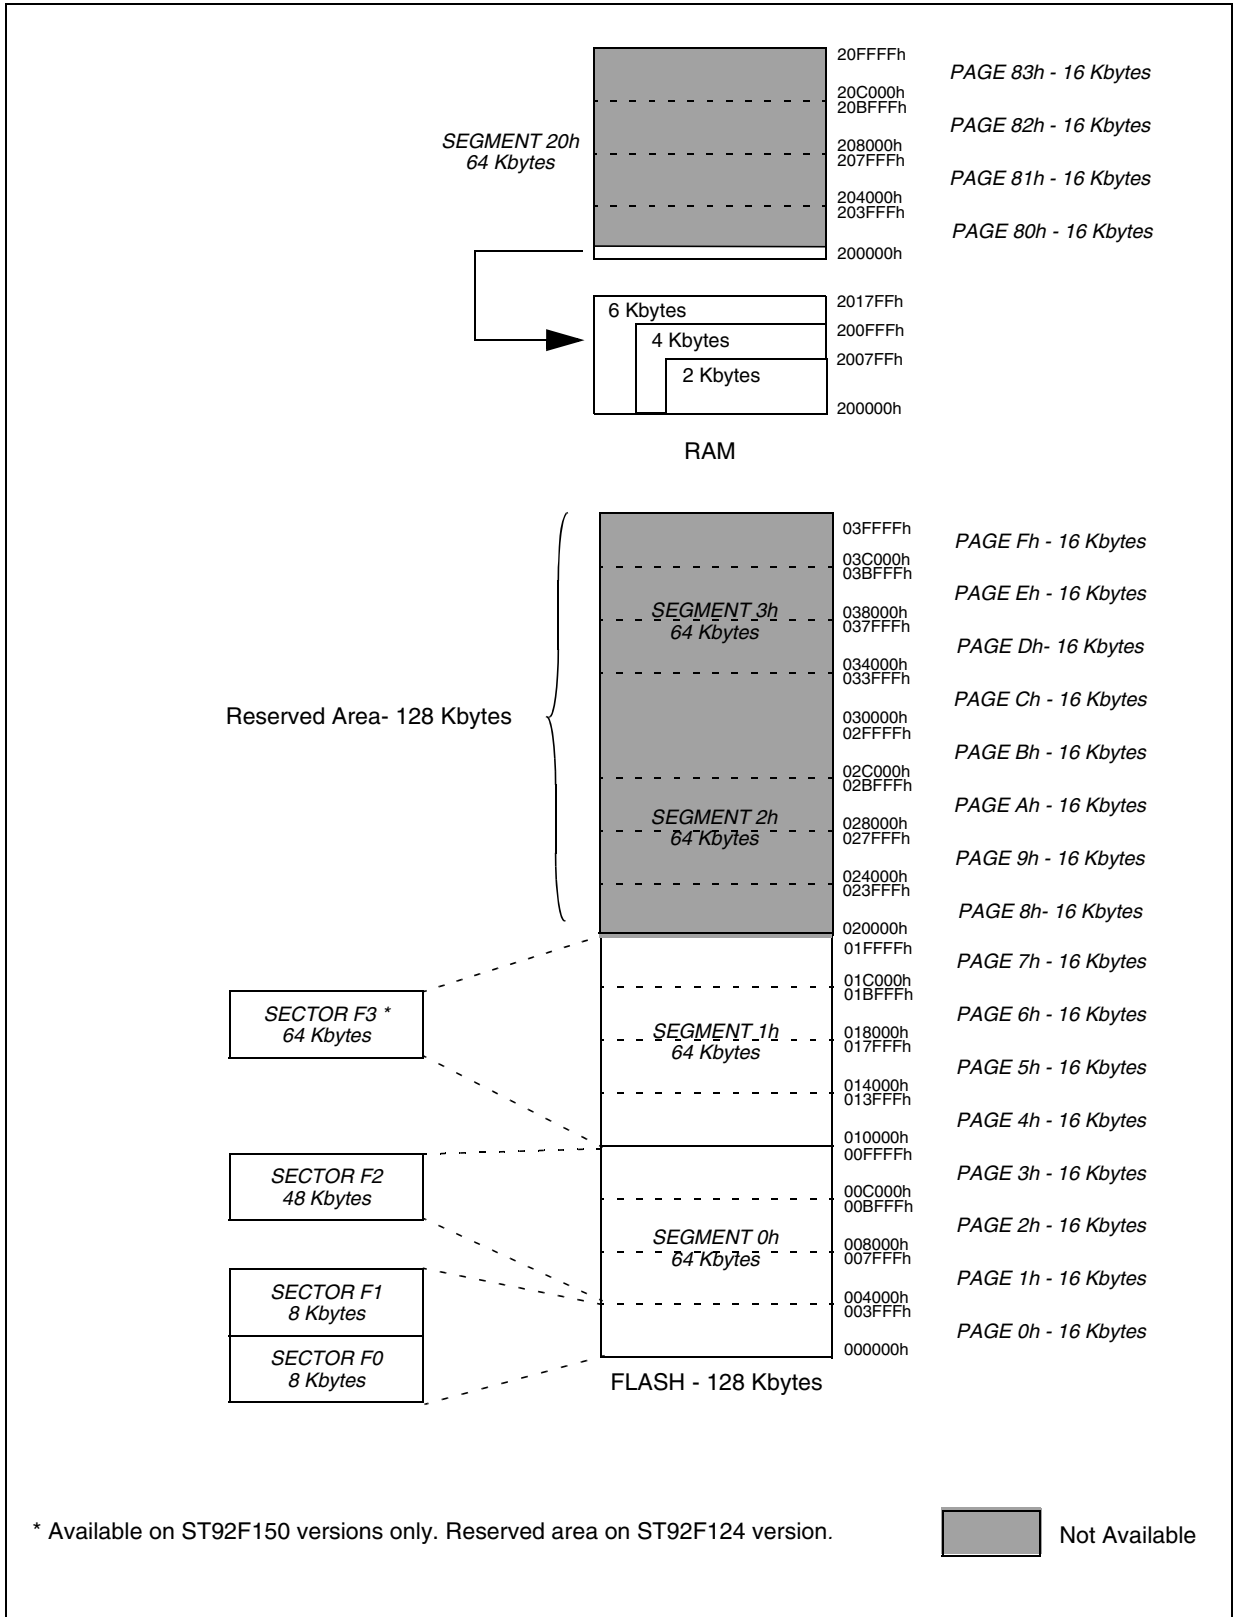 20FFFFh
PAGE 83h - 16 Kbytes
20C000h
20BFFFh
PAGE 82h - 16 Kbytes
SEGMENT 20h
64 Kbytes
208000h
207FFFh
PAGE 81h - 16 Kbytes
204000h
203FFFh
PAGE 80h - 16 Kbytes
200000h
6 Kbytes
2017FFh
4 Kbytes
200FFFh
2 Kbytes
2007FFh
200000h
RAM
03FFFFh
PAGE Fh - 16 Kbytes
03C000h
03BFFFh
PAGE Eh - 16 Kbytes
SEGMENT 3h
64 Kbytes
038000h
037FFFh
PAGE Dh- 16 Kbytes
034000h
033FFFh
PAGE Ch - 16 Kbytes
Reserved Area- 128 Kbytes
030000h
02FFFFh
PAGE Bh - 16 Kbytes
02C000h
02BFFFh
PAGE Ah - 16 Kbytes
SEGMENT 2h
64 Kbytes
028000h
027FFFh
PAGE 9h - 16 Kbytes
024000h
023FFFh
PAGE 8h- 16 Kbytes
020000h
01FFFFh
PAGE 7h - 16 Kbytes
01C000h
01BFFFh
SECTOR F3 *
64 Kbytes
PAGE 6h - 16 Kbytes
SEGMENT 1h
64 Kbytes
018000h
017FFFh
PAGE 5h - 16 Kbytes
014000h
013FFFh
PAGE 4h - 16 Kbytes
010000h
00FFFFh
SECTOR F2
48 Kbytes
PAGE 3h - 16 Kbytes
00C000h
00BFFFh
PAGE 2h - 16 Kbytes
SEGMENT 0h
64 Kbytes
008000h
007FFFh
PAGE 1h - 16 Kbytes
SECTOR F1
8 Kbytes
004000h
003FFFh
PAGE 0h - 16 Kbytes
SECTOR F0
8 Kbytes
000000h
FLASH - 128 Kbytes
* Available on ST92F150 versions only. Reserved area on ST92F124 version.
Not Available